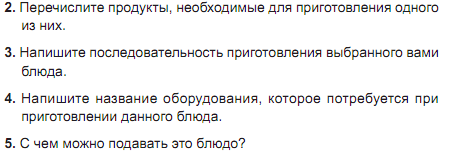 2. Перечислите продукты, необходимые для приготовления одного
из них.
3. Напишите последовательность приготовления выбранного вами
блюда.
4. Напишите название оборудования, которое потребуется при
приготовлении данного блюда.
5. С чем можно подавать это блюдо?